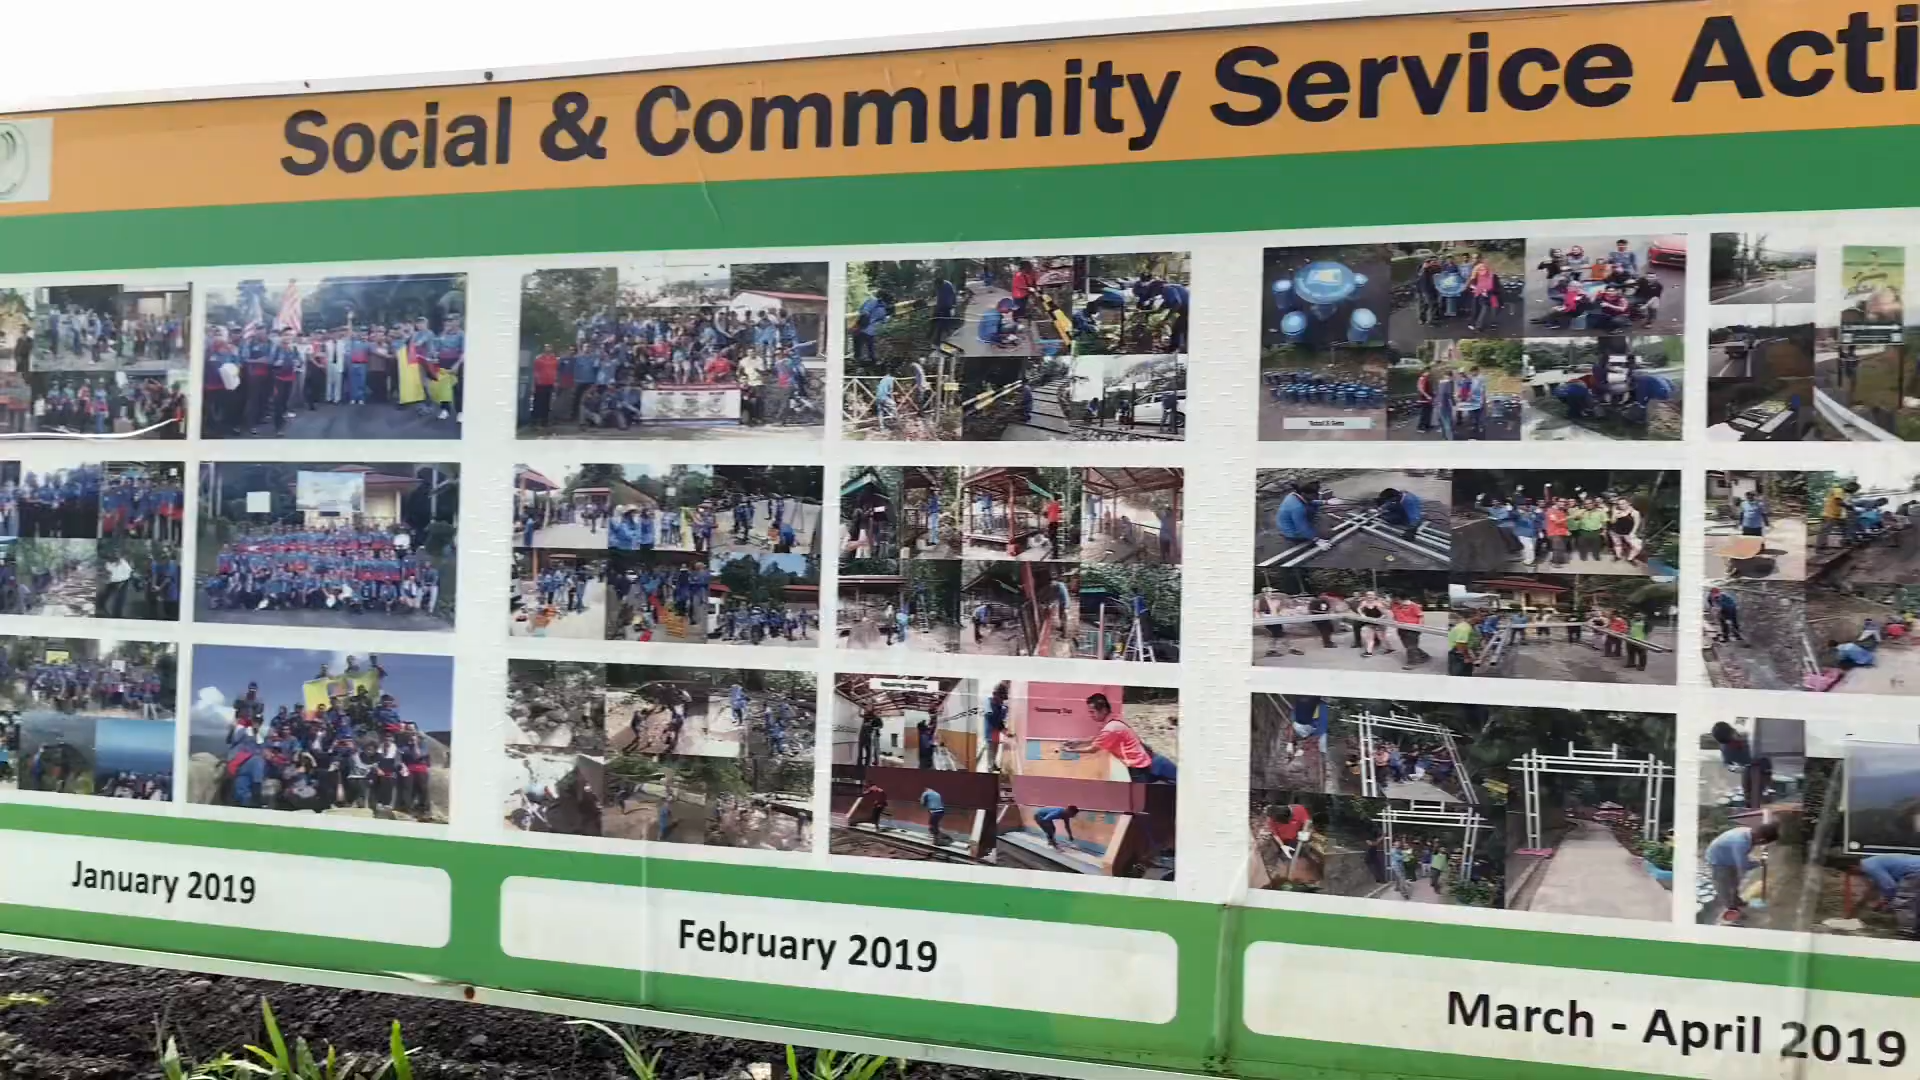 Social & Community Service Acti
January 2019
February 2019
March - April 2019